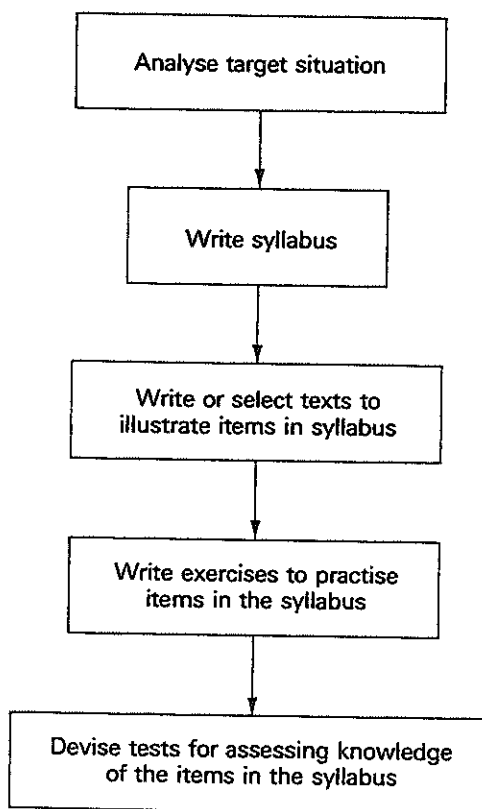 Analyse target situation
Write syllabus
Write or select texts to
illustrate items in syllabus
Write exercises to practise
items in the syllabus
Devise tests for assessing knowledge
of the items in the syllabus